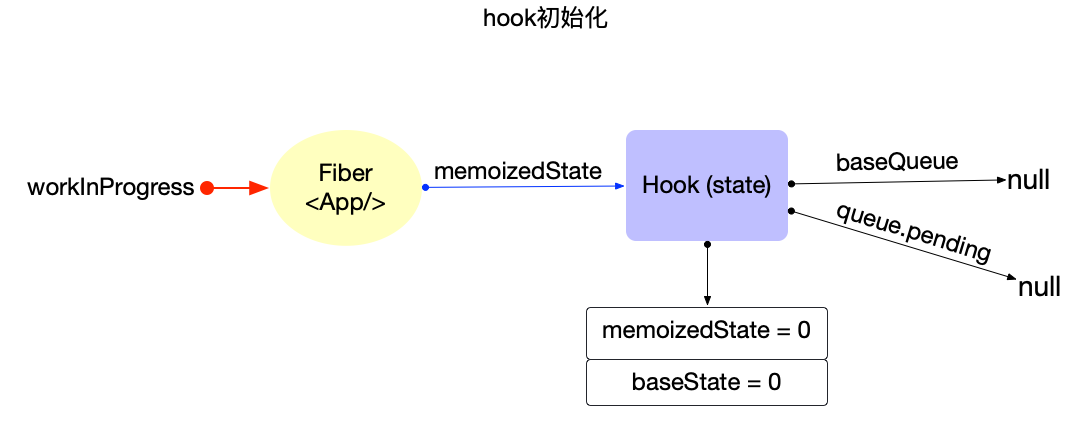 hook初始化
workInProgress
Fiber
<App/>
memoizedState
Hook (state)
baseQueue
null
queue.pending
null
memoizedState = 0
baseState = 0